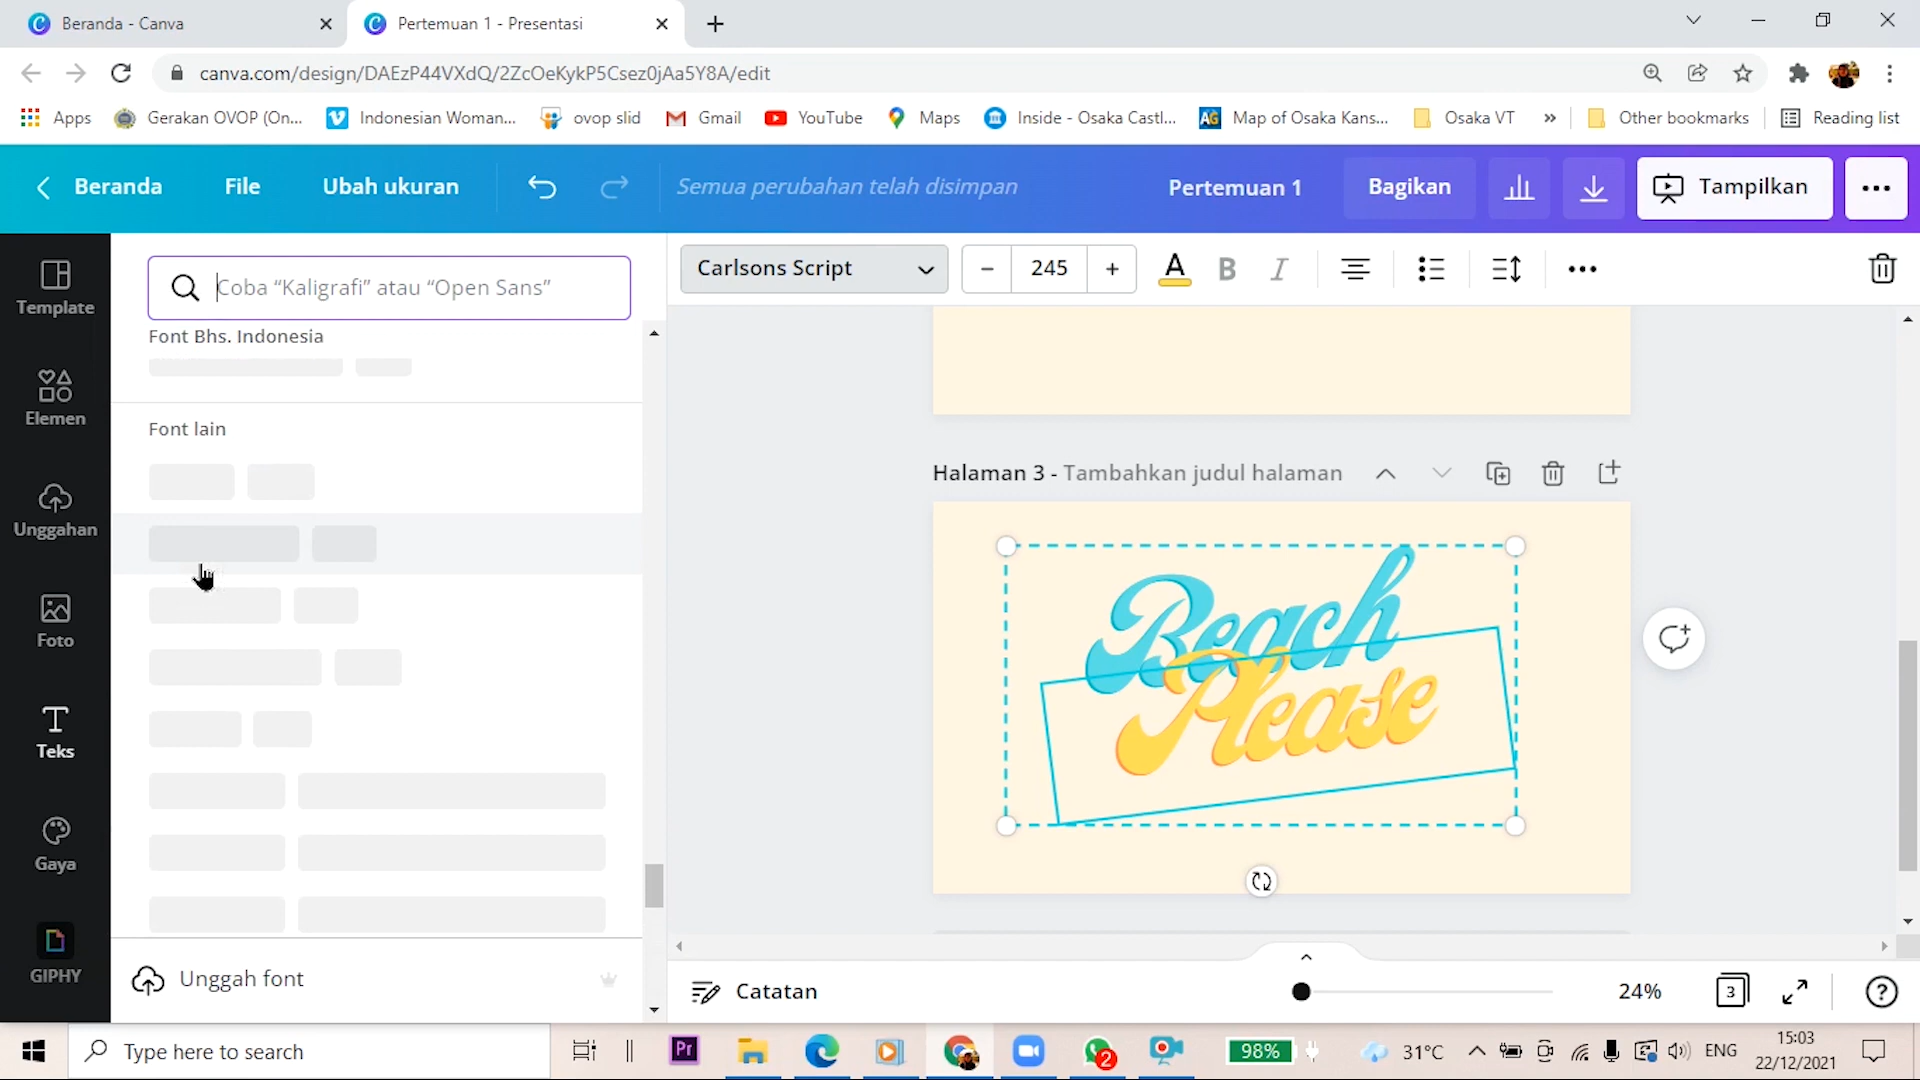 Beranda - Canva
Pertemuan 1 - Presentasi
canva.com/design/DAEzP44VXdQ/2ZcOeKykP5Csez0jAa5Y8A/edit
Apps
Gerakan OVOP (On...
Indonesian Woman...
ovop slid
Gmail
YouTube
Maps
Inside - Osaka Castl...
Map of Osaka Kans...
Osaka VT
»
Other bookmarks
Reading list
Beranda
File
Ubah ukuran
Semua perubahan telah disimpan
Pertemuan 1
Bagikan
Tampilkan
Template
Elemen
Unggahan
Foto
Teks
Gaya
GIPHY
Coba “Kaligrafi” atau “Open Sans”
Font Bhs. Indonesia
Font lain
Unggah font
Carlsons Script
245
Halaman 3 - Tambahkan judul halaman
Beach
Please
Catatan
24%
3
Type here to search
Pr
2
98%
31°C
ENG
15:03
22/12/2021